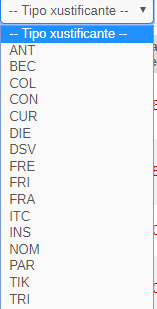 -- Tipo xustificante --
-- Tipo xustificante --
ANT
BEC
COL
CON
CUR
DIE
DSV
FRE
FRI
FRA
ITC
INS
NOM
PAR
TIK
TRI